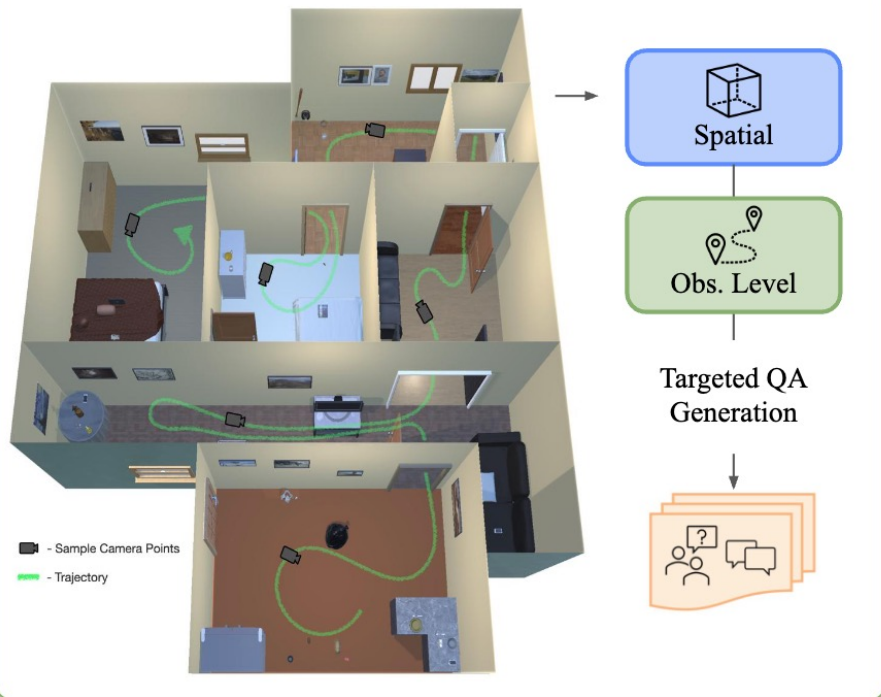 Spatial
Obs. Level
Targeted QA
Generation
?
- Sample Camera Points
- Trajectory